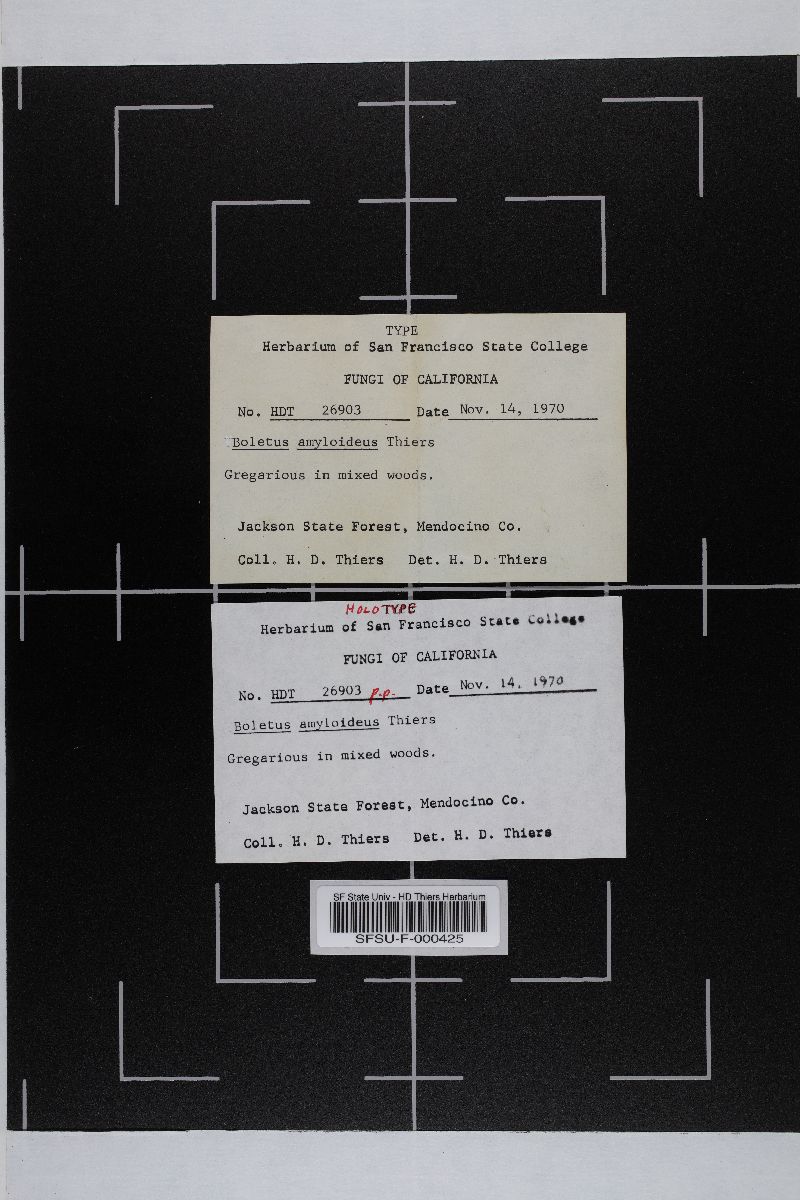 TYPE
Herbarium of San Francisco State College
FUNGI OF CALIFORNIA
No. HDT 26903 Date Nov. 14, 1970
Boletus amyloideus Thiers
Gregarious in mixed woods.
Jackson State Forest, Mendocino Co.
Coll. H. D. Thiers Det. H. D. Thiers
HOLOTYPE
Herbarium of San Francisco State College
FUNGI OF CALIFORNIA
No. HDT 26903 p.p. Date Nov. 14, 1970
Boletus amyloideus Thiers
Gregarious in mixed woods.
Jackson State Forest, Mendocino Co.
Coll. H. D. Thiers Det. H. D. Thiers
SF State Univ - HD Thiers Herbarium
SFSU-F-000425